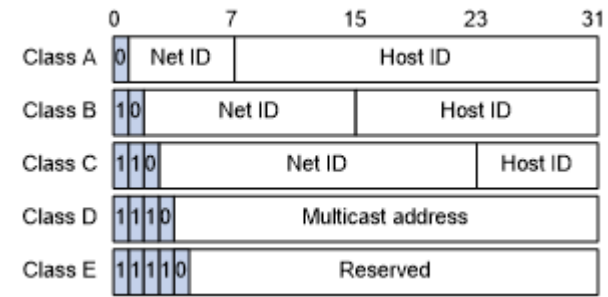 0 7 15 23 31
Class A 0 Net ID Host ID
Class B 1 0 Net ID Host ID
Class C 1 1 0 Net ID Host ID
Class D 1 1 1 0 Multicast address
Class E 1 1 1 1 0 Reserved